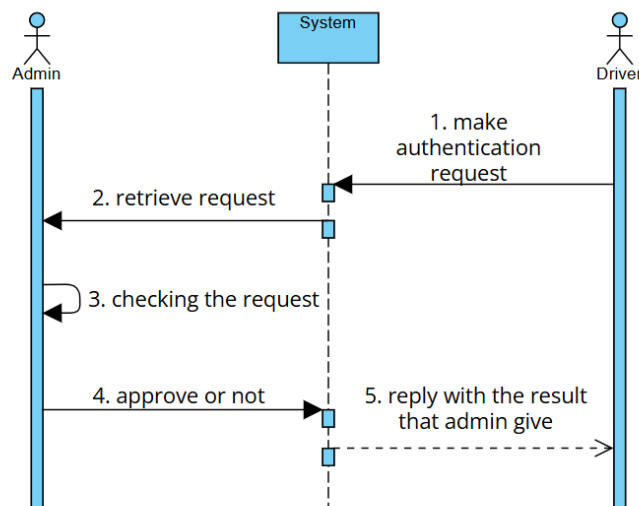 System
Admin
Driver
1. make
authentication
request
2. retrieve request
3. checking the request
4. approve or not
5. reply with the result
that admin give